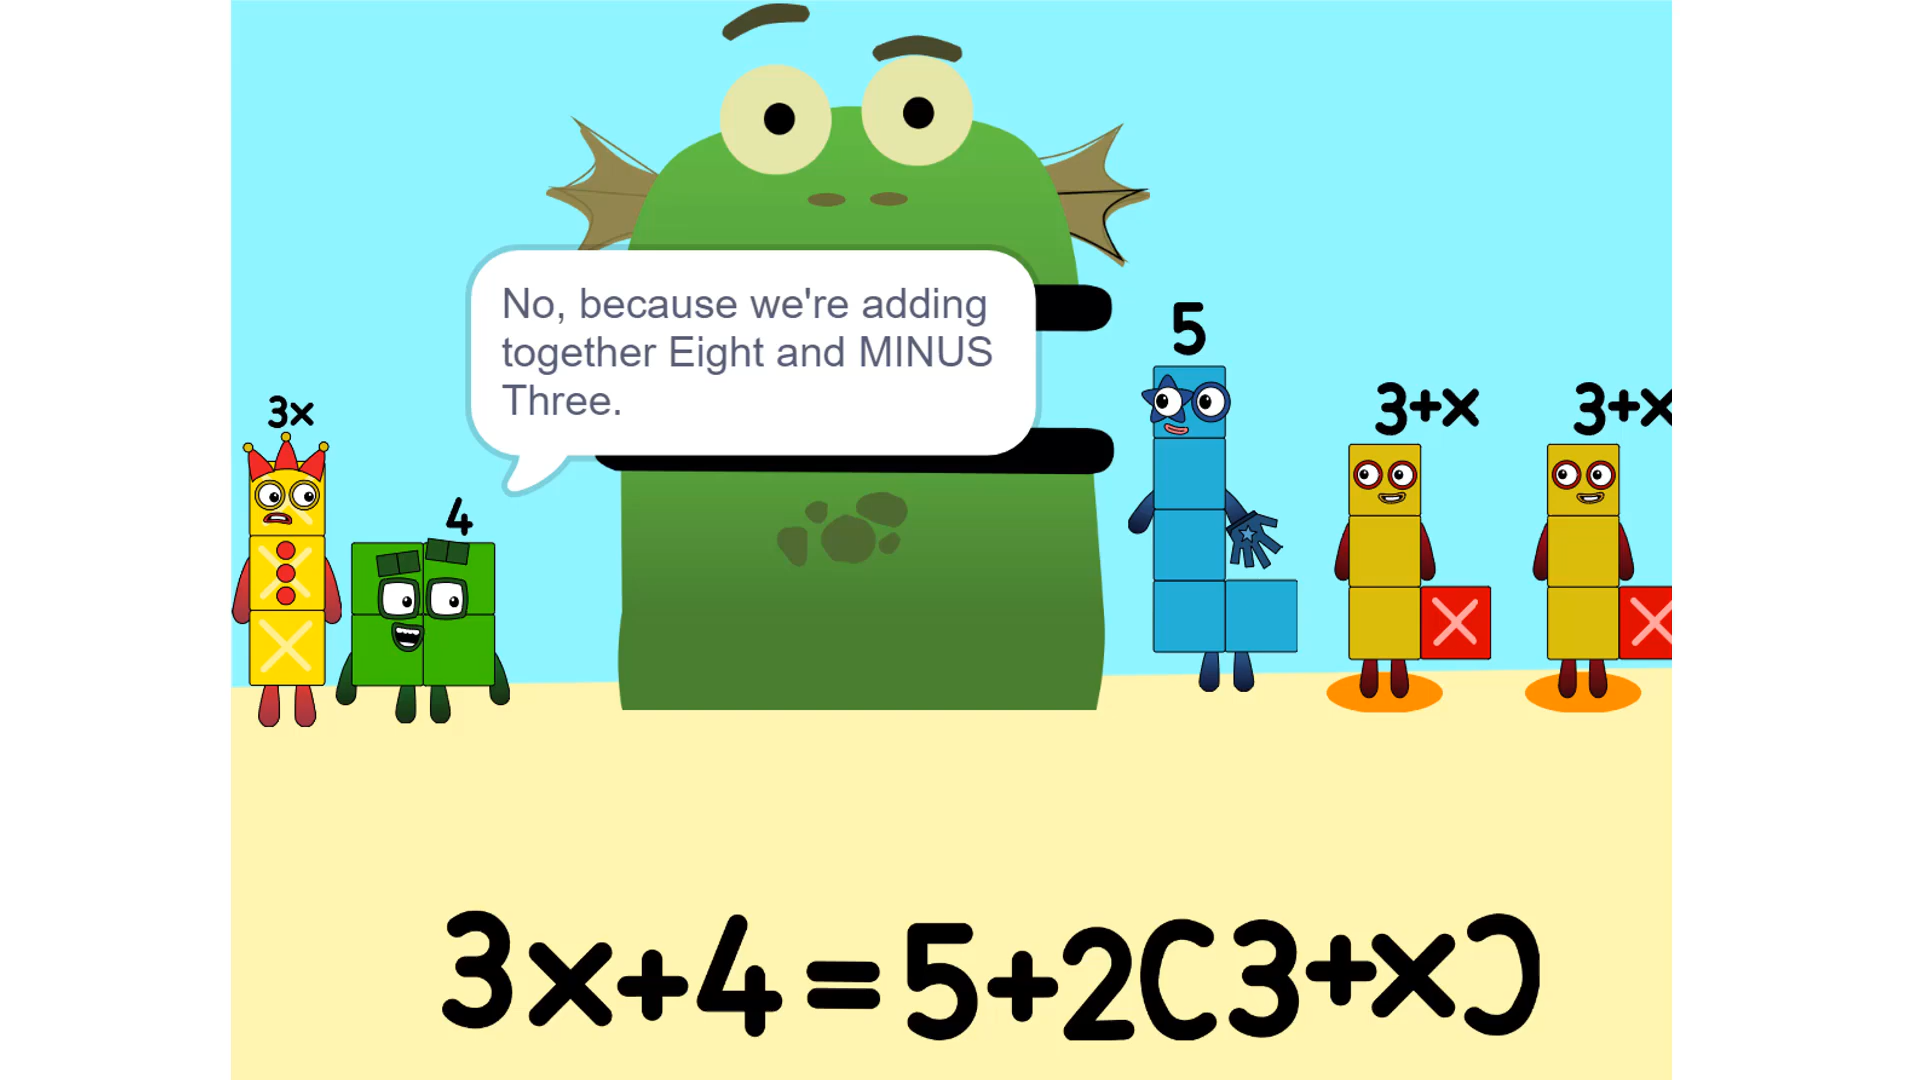 No, because we're adding
together Eight and MINUS
Three.
5
3+x
3+x
3x
4
3x+4=5+2(3+x)